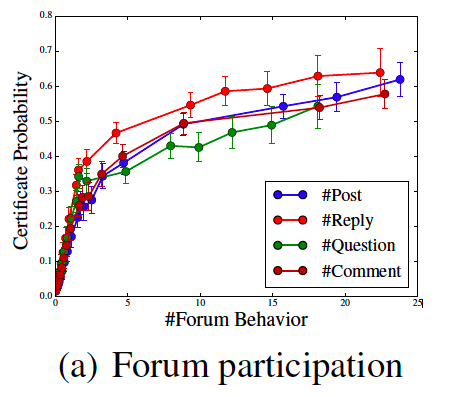 0.8
0.7
0.6
0.5
0.4
0.3
0.2
0.1
0.0
Certificate Probability
#Post
#Reply
#Question
#Comment
0 5 10 15 20 25
#Forum Behavior
(a) Forum participation